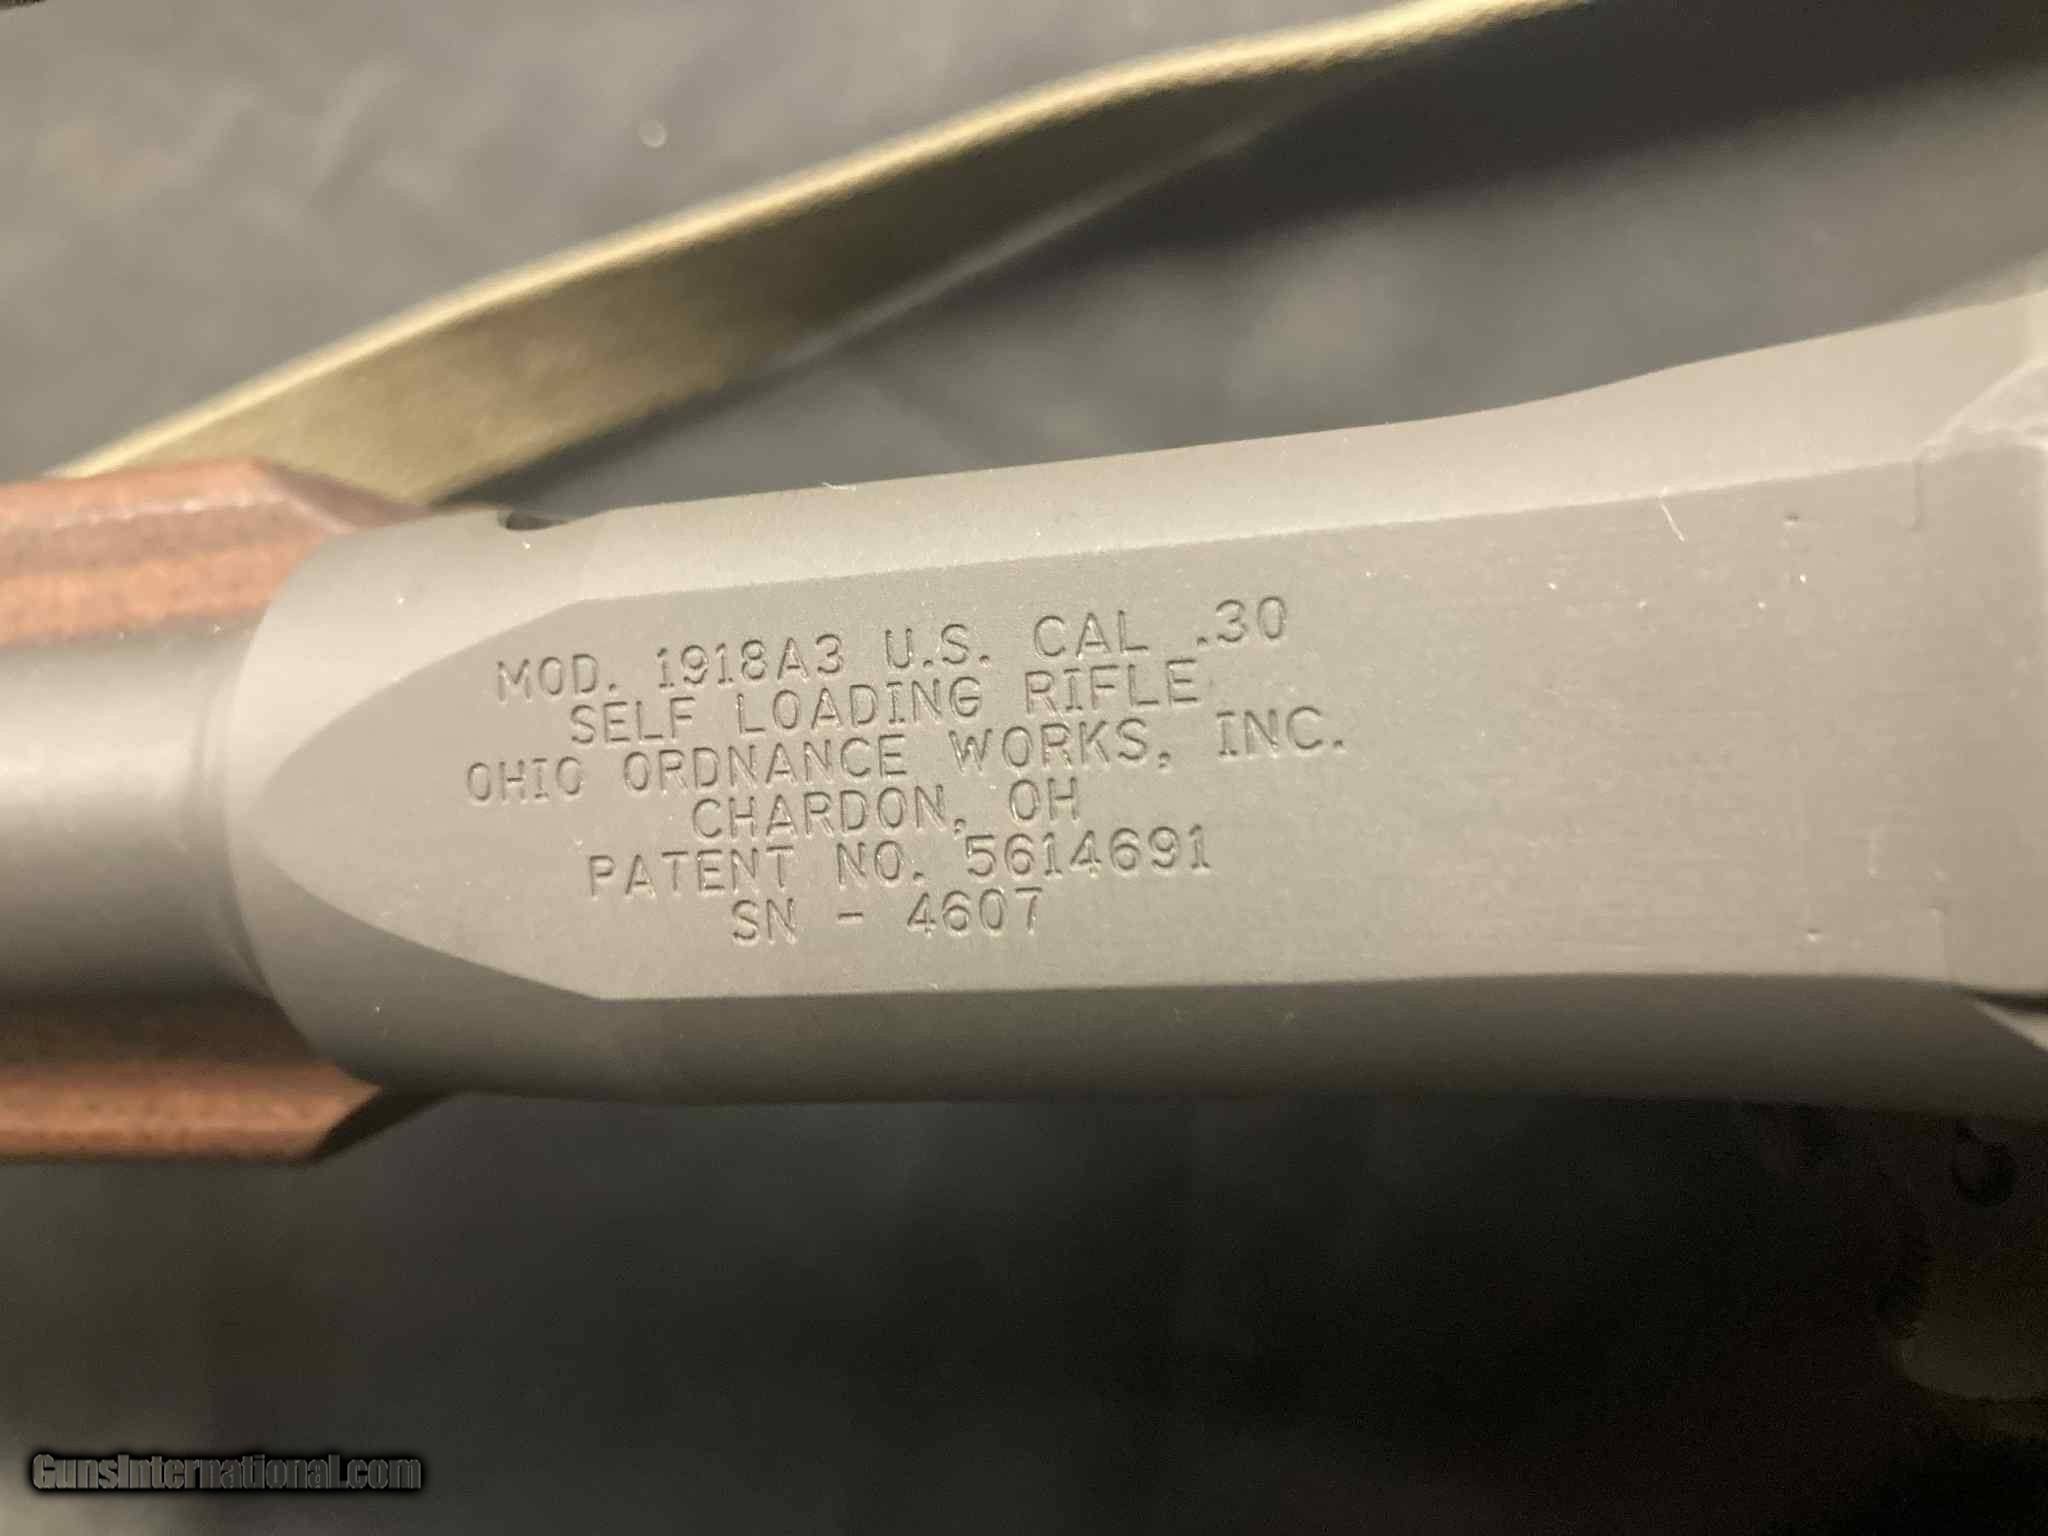 MOD. 1918A3 U.S. CAL .30
SELF LOADING RIFLE
OHIO ORDNANCE WORKS, INC.
CHARDON, OH
PATENT NO. 5614691
SN - 4607
GunsInternational.com